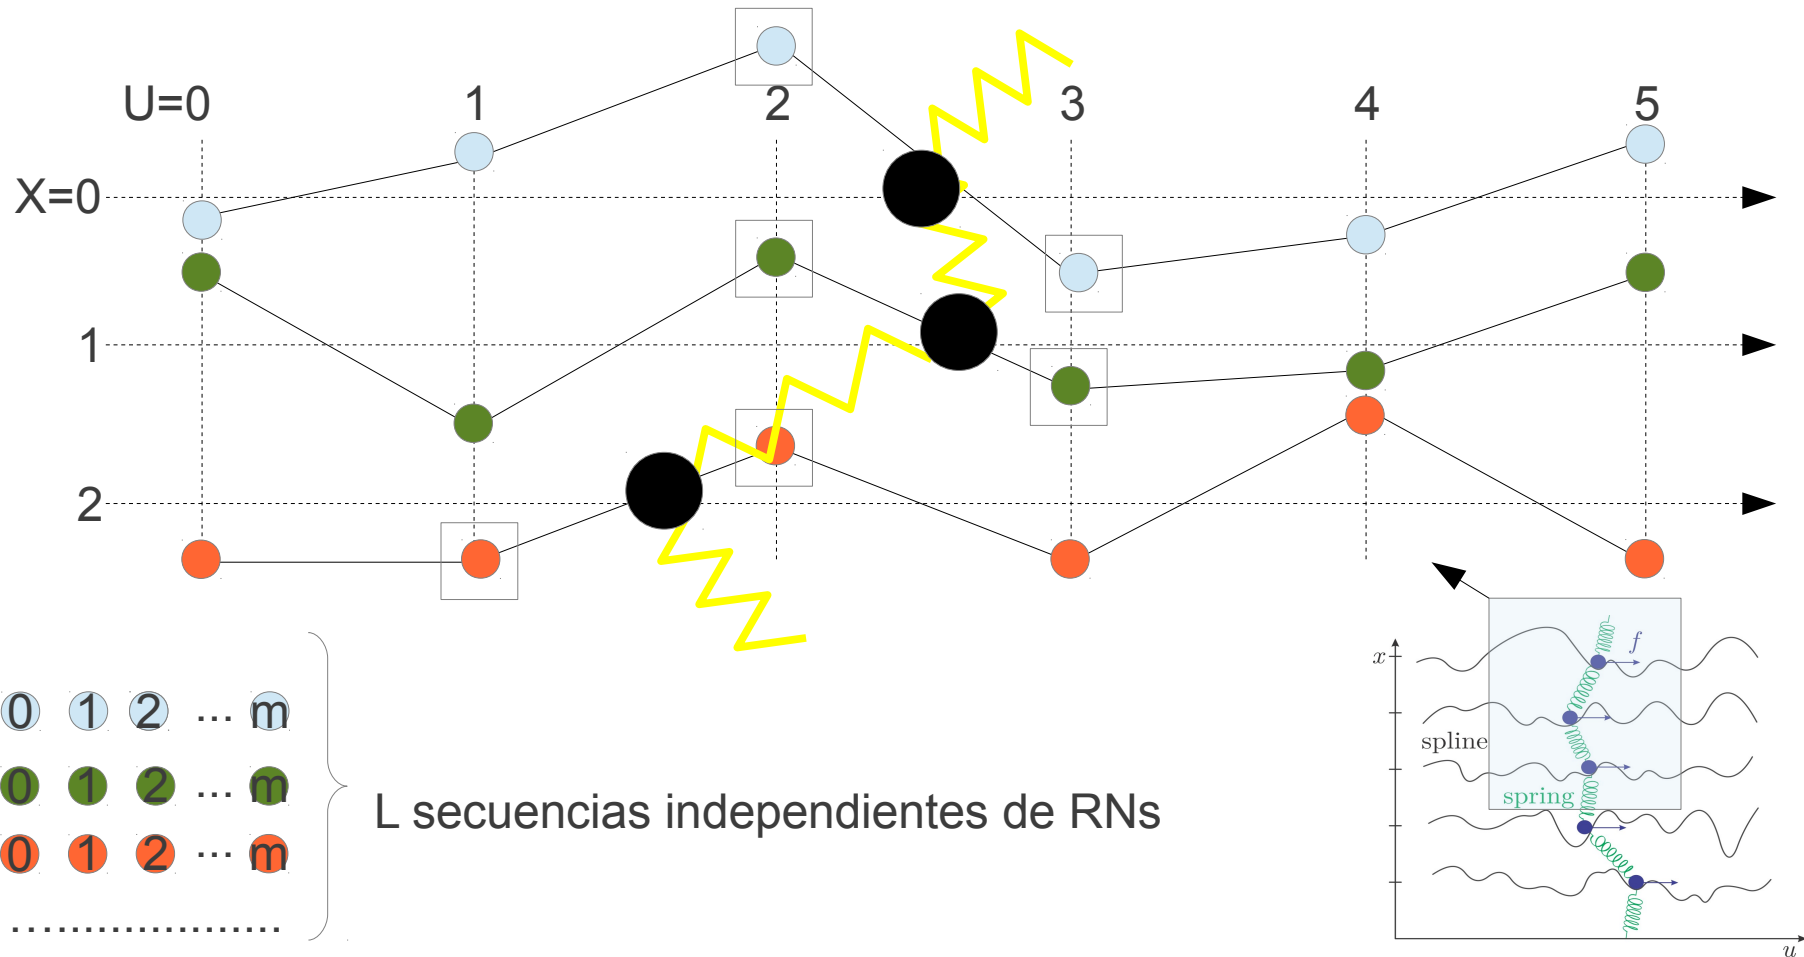 U=0 1 2 3 4 5
X=0
1
2
0 1 2 ... m
0 1 2 ... m
0 1 2 ... m
....................
L secuencias independientes de RNs
x
f
spline
spring
u